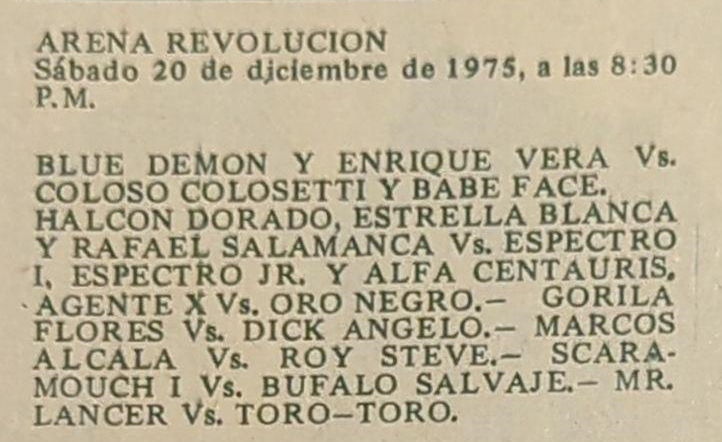 ARENA REVOLUCION
Sábado 20 de diciembre de 1975, a las 8:30
P.M.
BLUE DEMON Y ENRIQUE VERA Vs.
COLOSO COLOSETTI Y BABE FACE.
HALCON DORADO, ESTRELLA BLANCA
Y RAFAEL SALAMANCA Vs. ESPECTRO
I, ESPECTRO JR. Y ALFA CENTAURIS.
AGENTE X Vs. ORO NEGRO.— GORILA
FLORES Vs. DICK ANGELO.— MARCOS
ALCALA Vs. ROY STEVE.— SCARA-
MOUCH I Vs. BUFALO SALVAJE.— MR.
LANCER Vs. TORO—TORO.